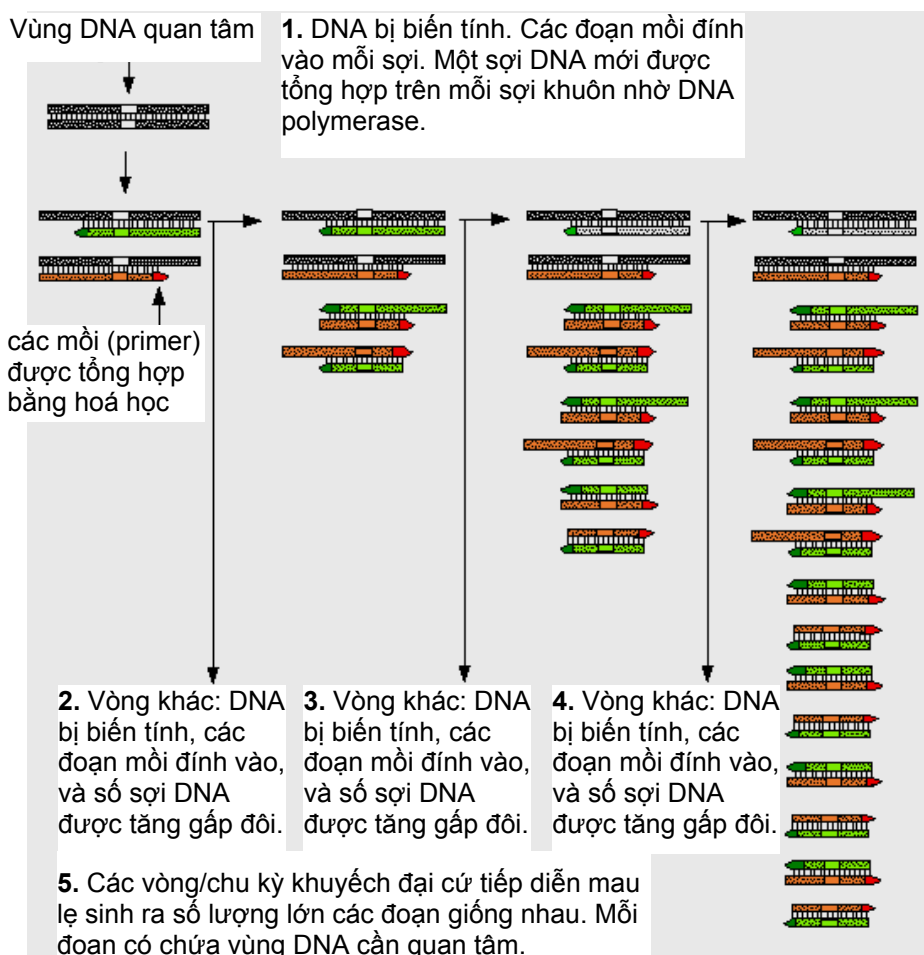 Vùng DNA quan tâm
1. DNA bị biến tính. Các đoạn mồi đính
vào mỗi sợi. Một sợi DNA mới được
tổng hợp trên mỗi sợi khuôn nhờ DNA
polymerase.
các mồi (primer)
được tổng hợp
bằng hoá học
2. Vòng khác: DNA
bị biến tính, các
đoạn mồi đính vào,
và số sợi DNA
được tăng gấp đôi.
3. Vòng khác: DNA
bị biến tính, các
đoạn mồi đính vào,
và số sợi DNA
được tăng gấp đôi.
4. Vòng khác: DNA
bị biến tính, các
đoạn mồi đính vào,
và số sợi DNA
được tăng gấp đôi.
5. Các vòng/chu kỳ khuyếch đại cứ tiếp diễn mau
lẹ sinh ra số lượng lớn các đoạn giống nhau. Mỗi
đoạn có chứa vùng DNA cần quan tâm.